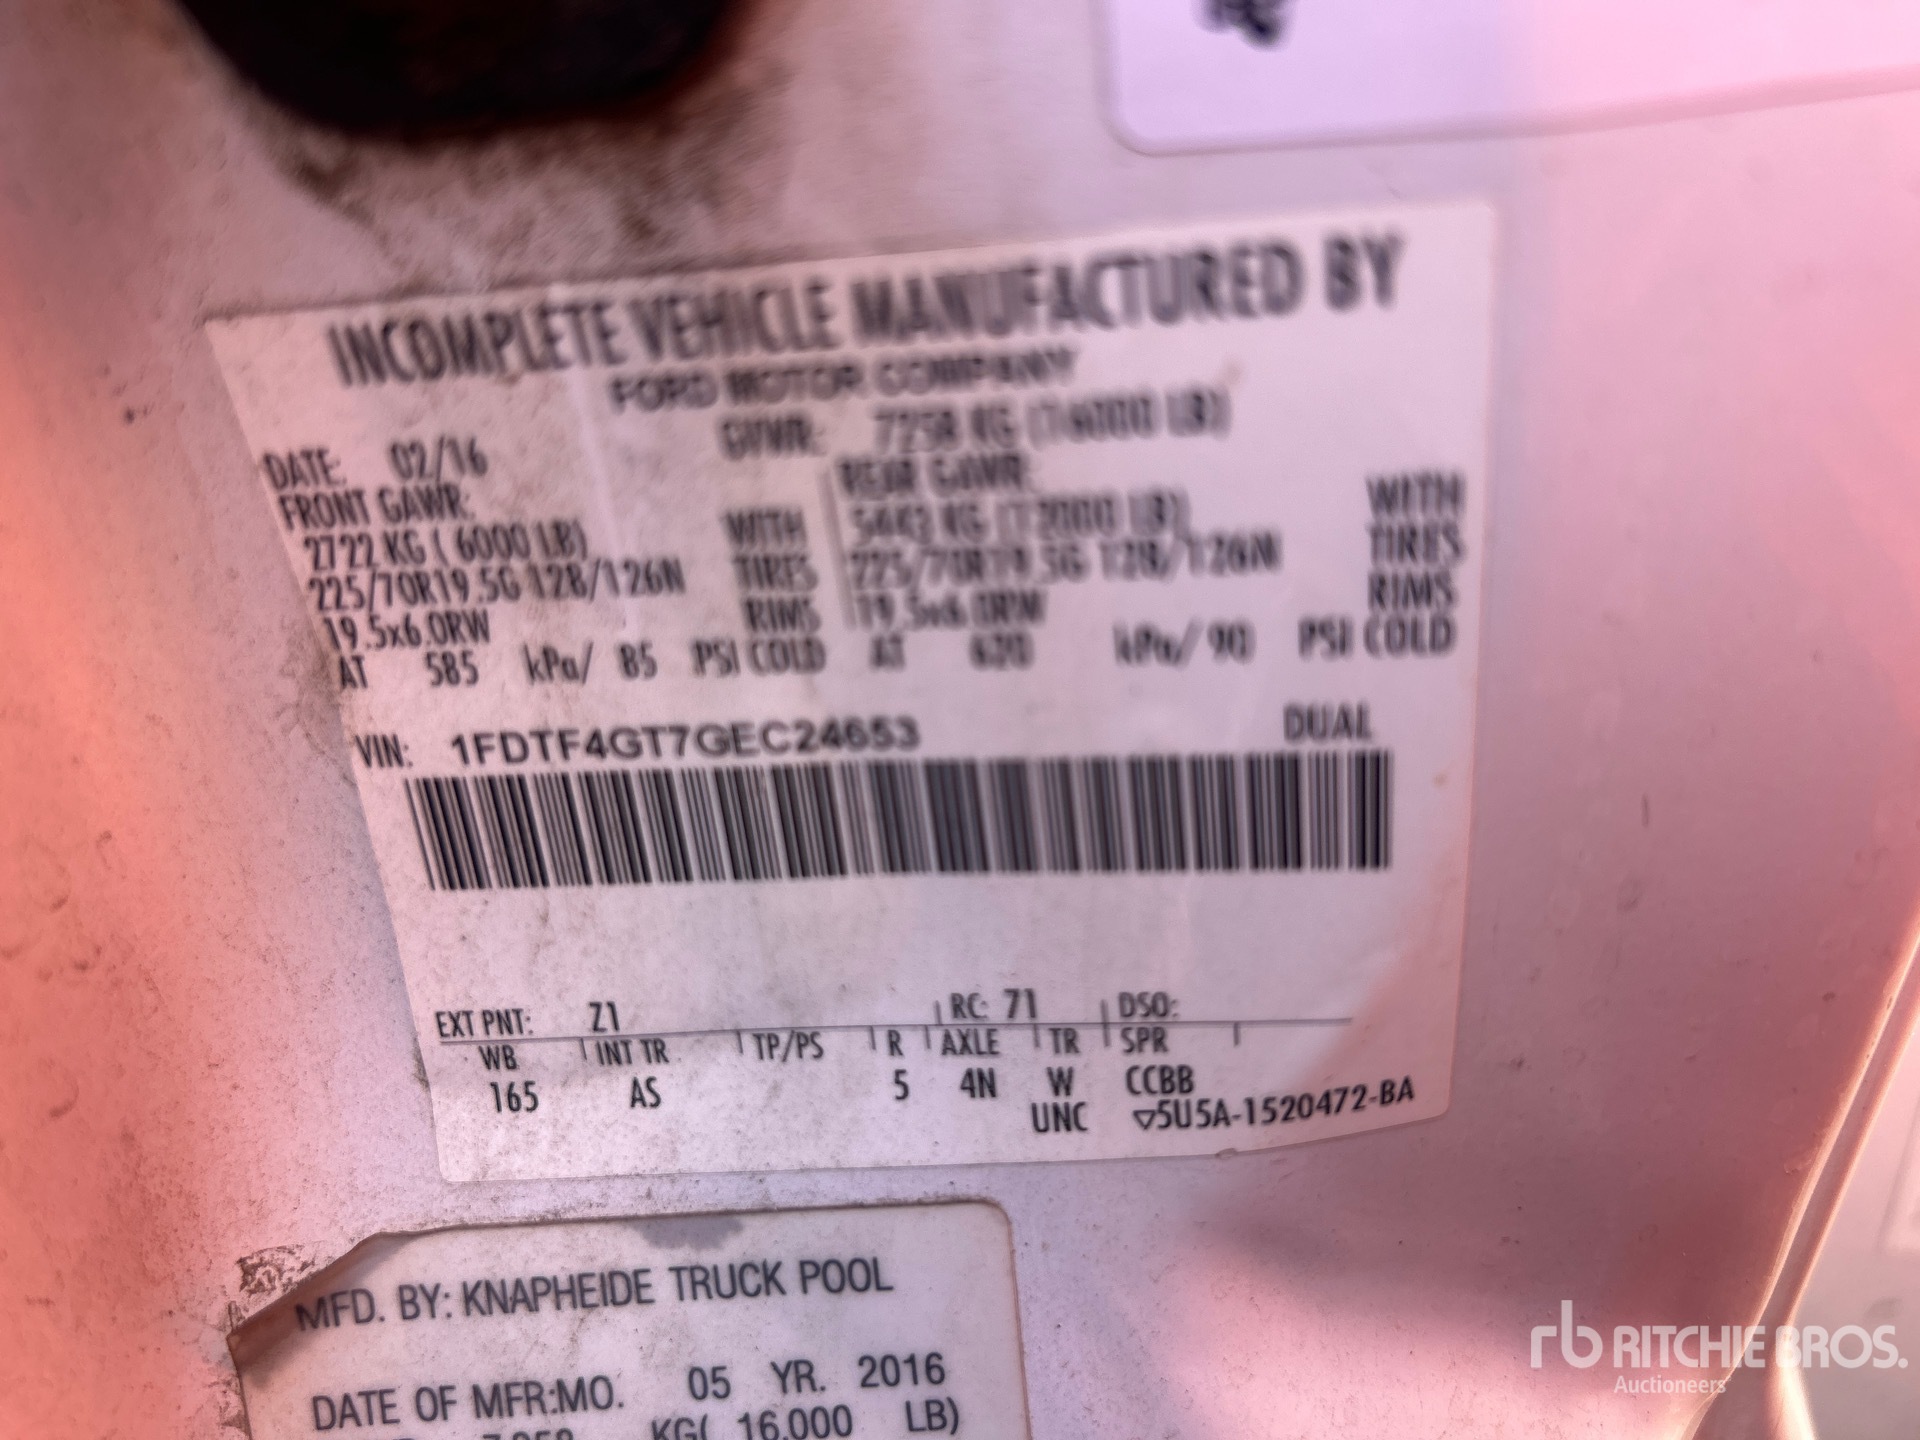 INCOMPLETE VEHICLE MANUFACTURED BY
FORD MOTOR COMPANY
DATE: 02/16 GVWR: 7258 KG (16000 LB)
FRONT GAWR: REAR GAWR:
2722 KG ( 6000 LB) WITH 5443 KG (12000 LB) WITH
225/70R19.5G 128/126N TIRES 225/70R19.5G 128/126N TIRES
19.5x6.0RW RIMS 19.5x6.0RW RIMS
AT 585 kPa/ 85 PSI COLD AT 620 kPa/ 90 PSI COLD
VIN: 1FDTF4GT7GEC24653 DUAL
EXT PNT: Z1 RC: 71 DSO:
WB INT TR TP/PS R AXLE TR SPR
165 AS 5 4N W CCBB
UNC ▽5U5A-1520472-BA
MFD. BY: KNAPHEIDE TRUCK POOL
DATE OF MFR:MO. 05 YR. 2016
KG( 16,000 LB)
rb RITCHIE BROS.
Auctioneers